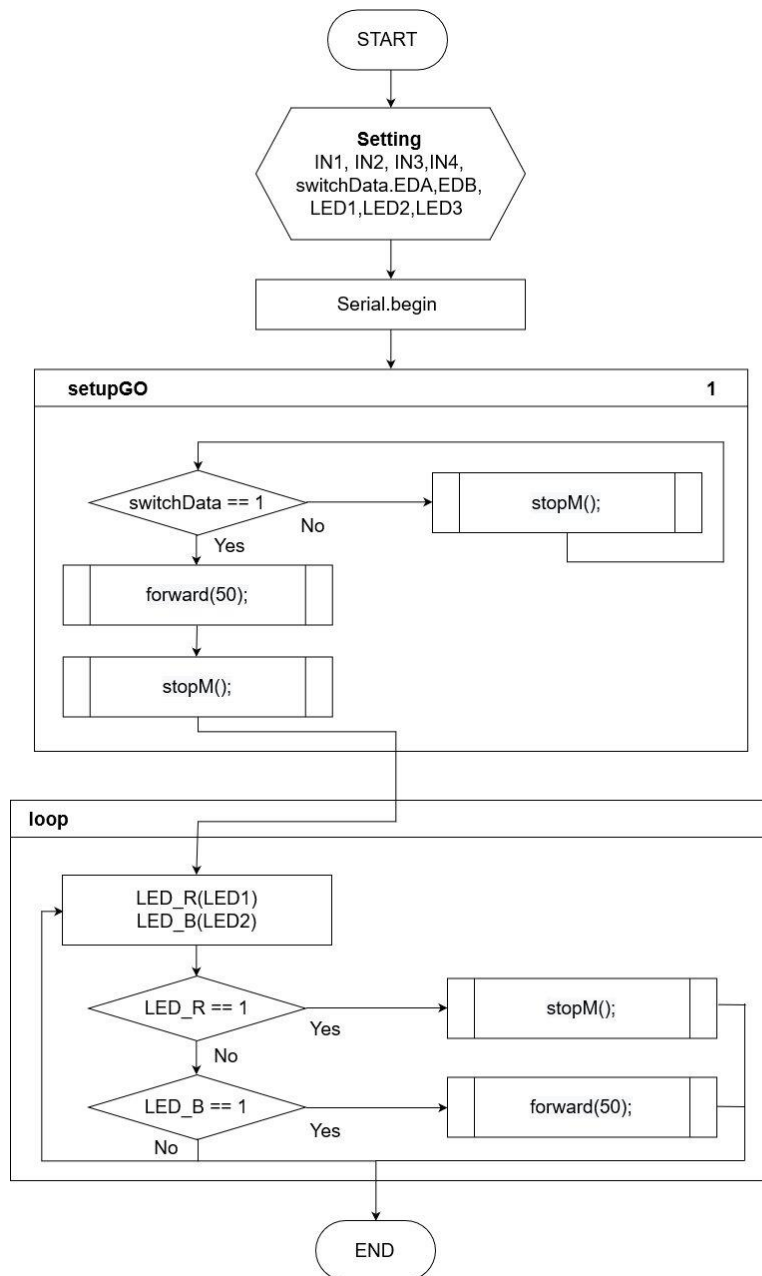 START
Setting
IN1, IN2, IN3,IN4,
switchData.EDA,EDB,
LED1,LED2,LED3
Serial.begin
setupGO 1
switchData == 1
No
stopM();
Yes
forward(50);
stopM();
loop
LED_R(LED1)
LED_B(LED2)
LED_R == 1
Yes
stopM();
No
LED_B == 1
Yes
forward(50);
No
END